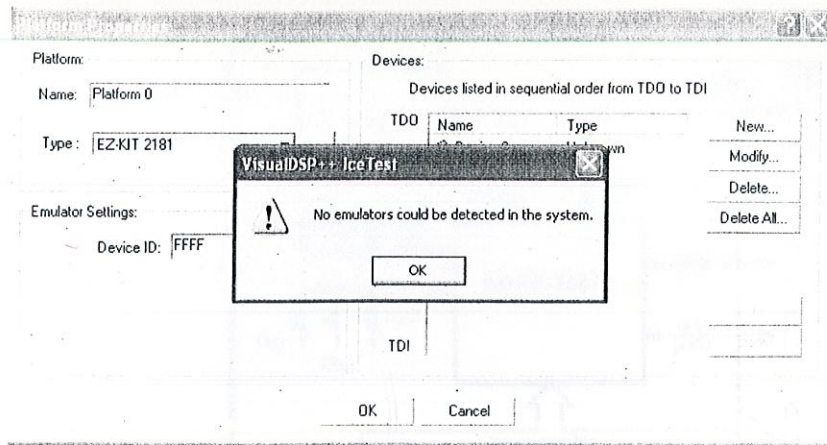 Platform:
Name: Platform 0
Type : EZ-KIT 2181
Emulator Settings:
Device ID: FFFF
Devices:
Devices listed in sequential order from TDO to TDI
TDO
Name Type
New...
Modify...
Delete...
Delete All...
TDI
VisualDSP++ IceTest
No emulators could be detected in the system.
OK
OK Cancel